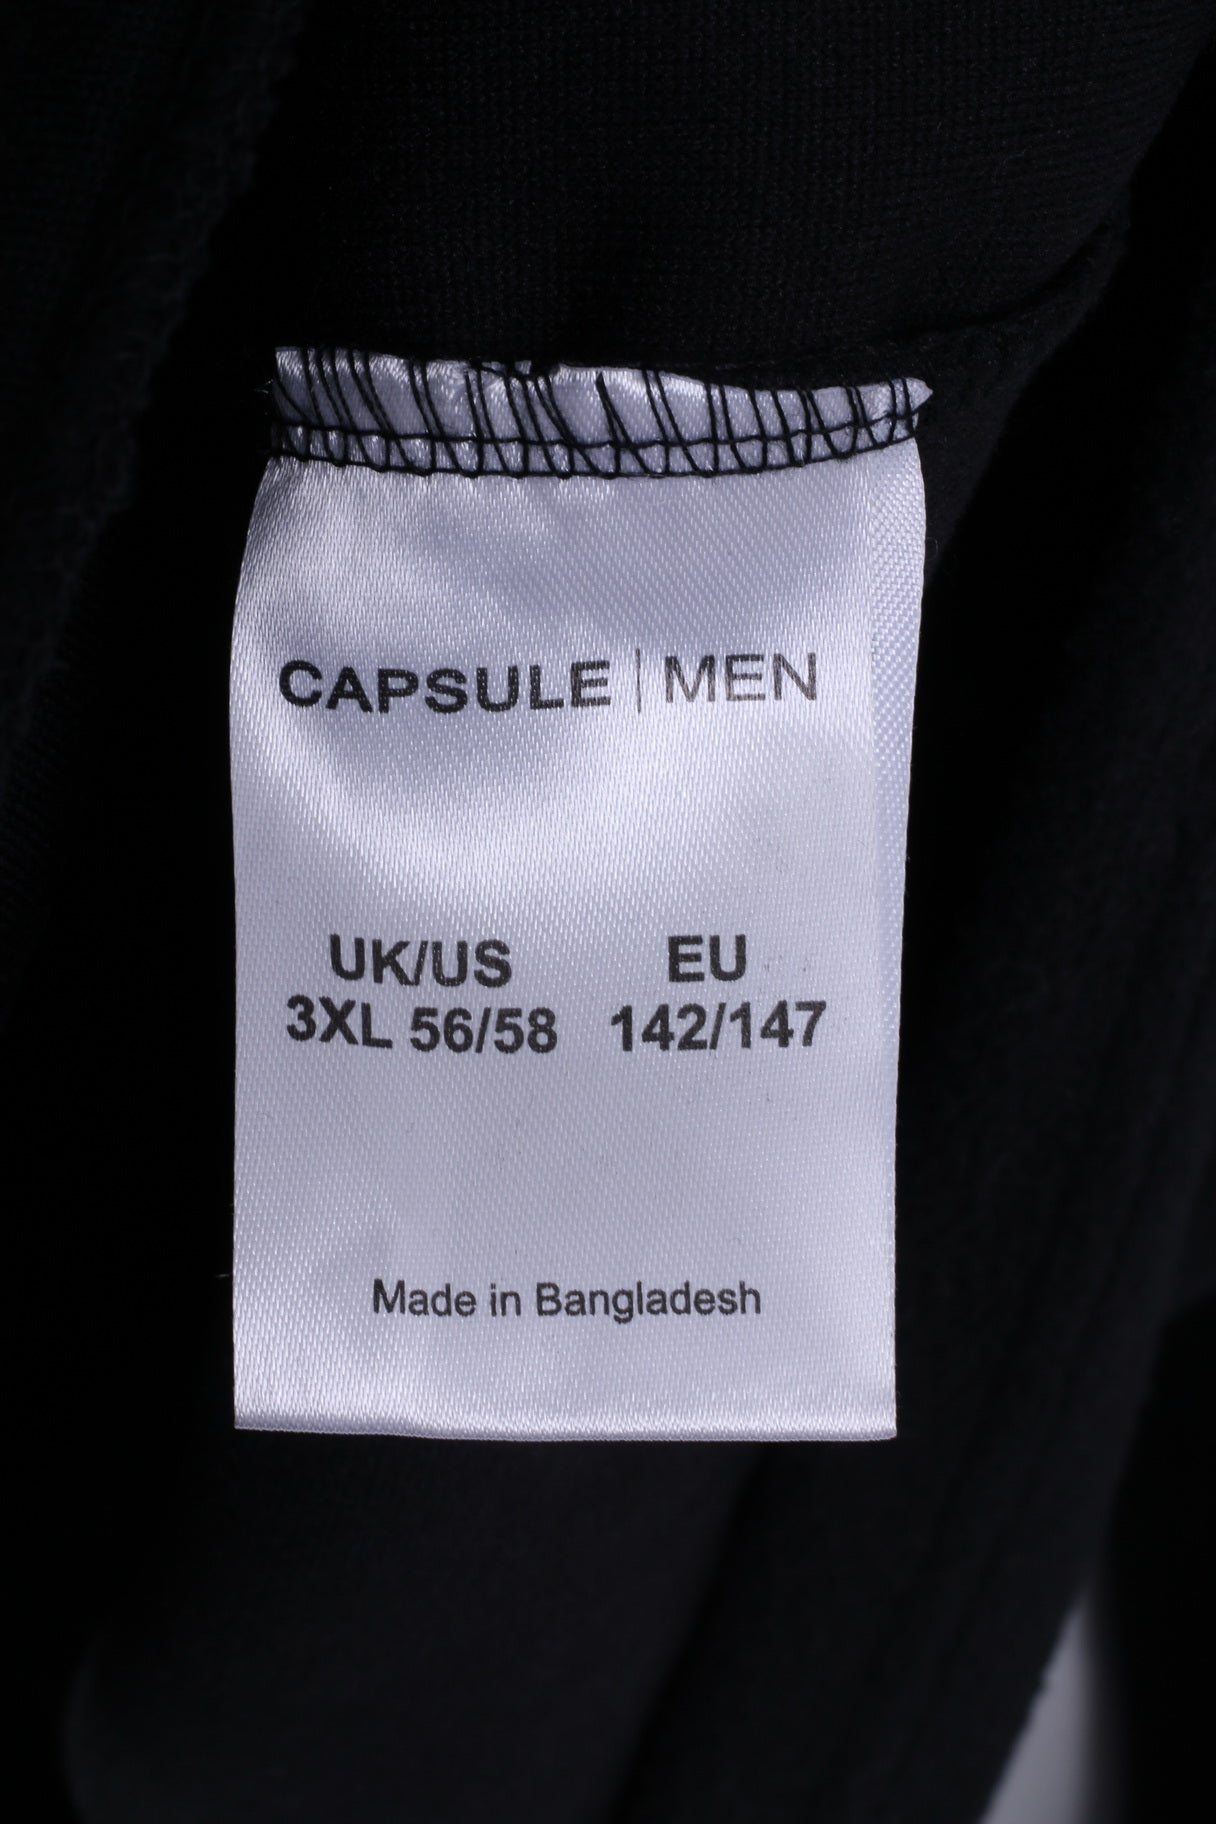 CAPSULE | MEN
UK/US EU
3XL 56/58 142/147
Made in Bangladesh